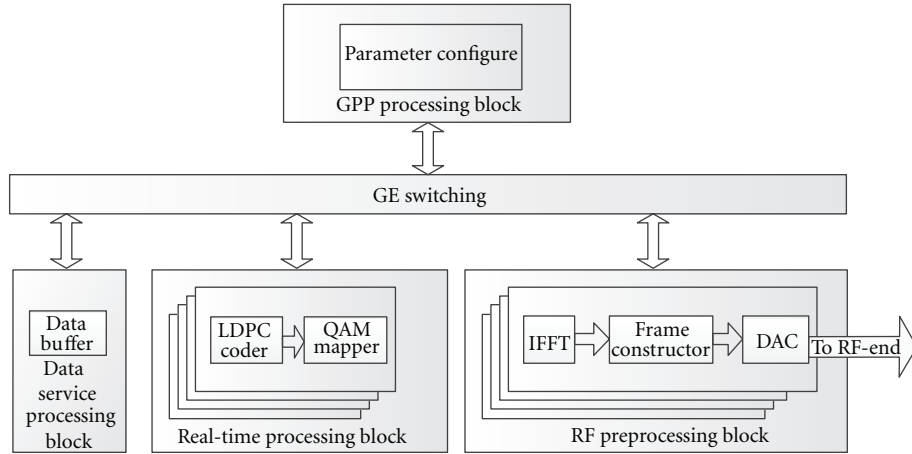 Parameter configure
GPP processing block
GE switching
Data
buffer
Data
service
processing
block
LDPC
coder
QAM
mapper
Real-time processing block
IFFT
Frame
constructor
DAC
To RF-end
RF preprocessing block